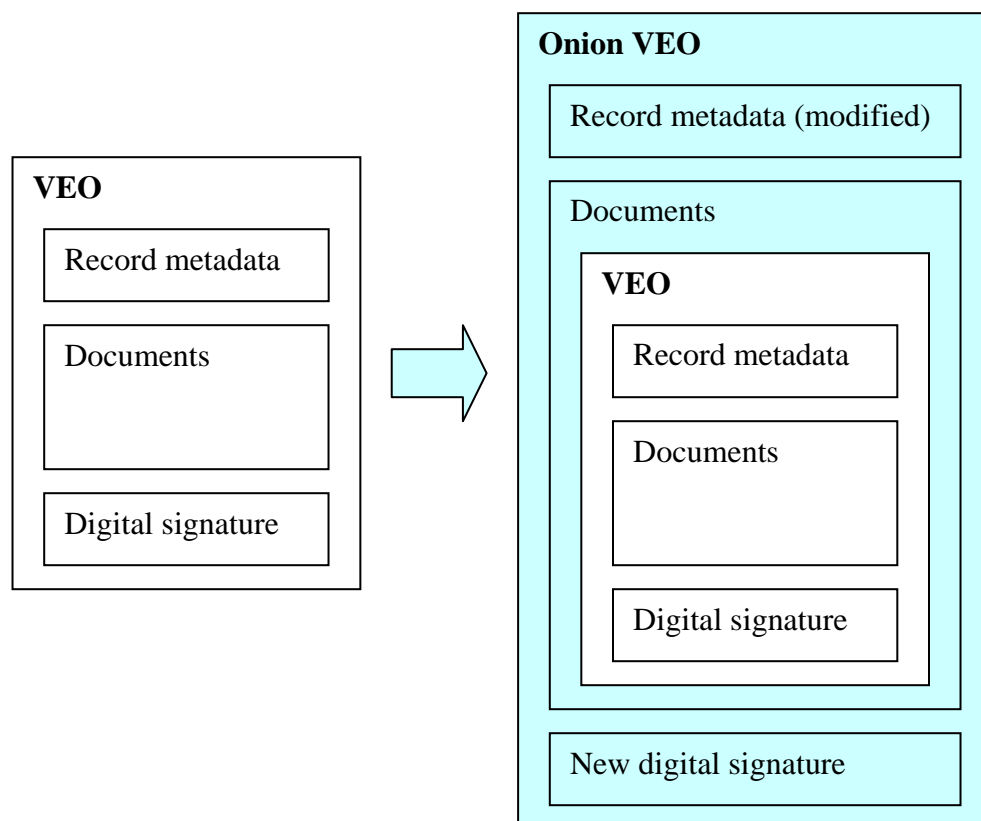 VEO
Record metadata
Documents
Digital signature
Onion VEO
Record metadata (modified)
Documents
VEO
Record metadata
Documents
Digital signature
New digital signature